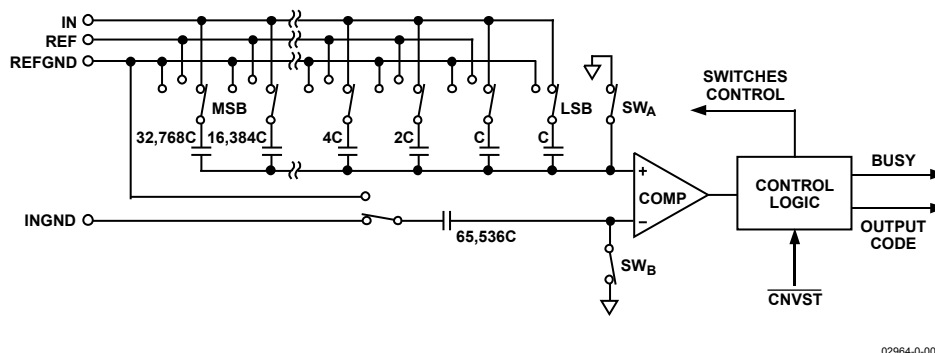 IN
REF
REFGND
SWITCHES
CONTROL
MSB
LSB
SWA
32,768C
16,384C
4C
2C
C
C
BUSY
+
COMP
−
CONTROL
LOGIC
INGND
65,536C
OUTPUT
CODE
SWB
CNVST
02964-0-00